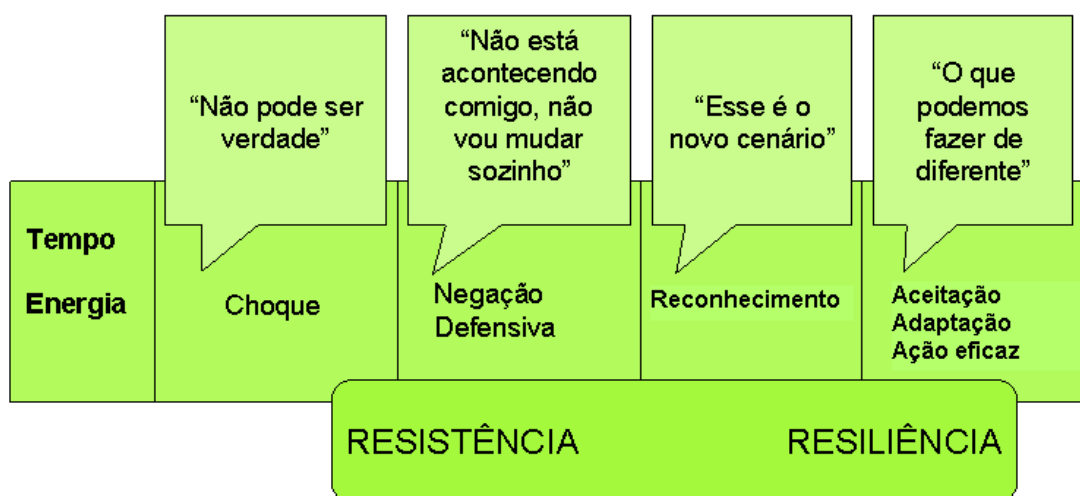 “Não pode ser
verdade”
“Não está
acontecendo
comigo, não
vou mudar
sozinho”
“Esse é o
novo cenário”
“O que
podemos
fazer de
diferente”
Tempo
Energia
Choque
Negação
Defensiva
Reconhecimento
Aceitação
Adaptação
Ação eficaz
RESISTÊNCIA
RESILIÊNCIA